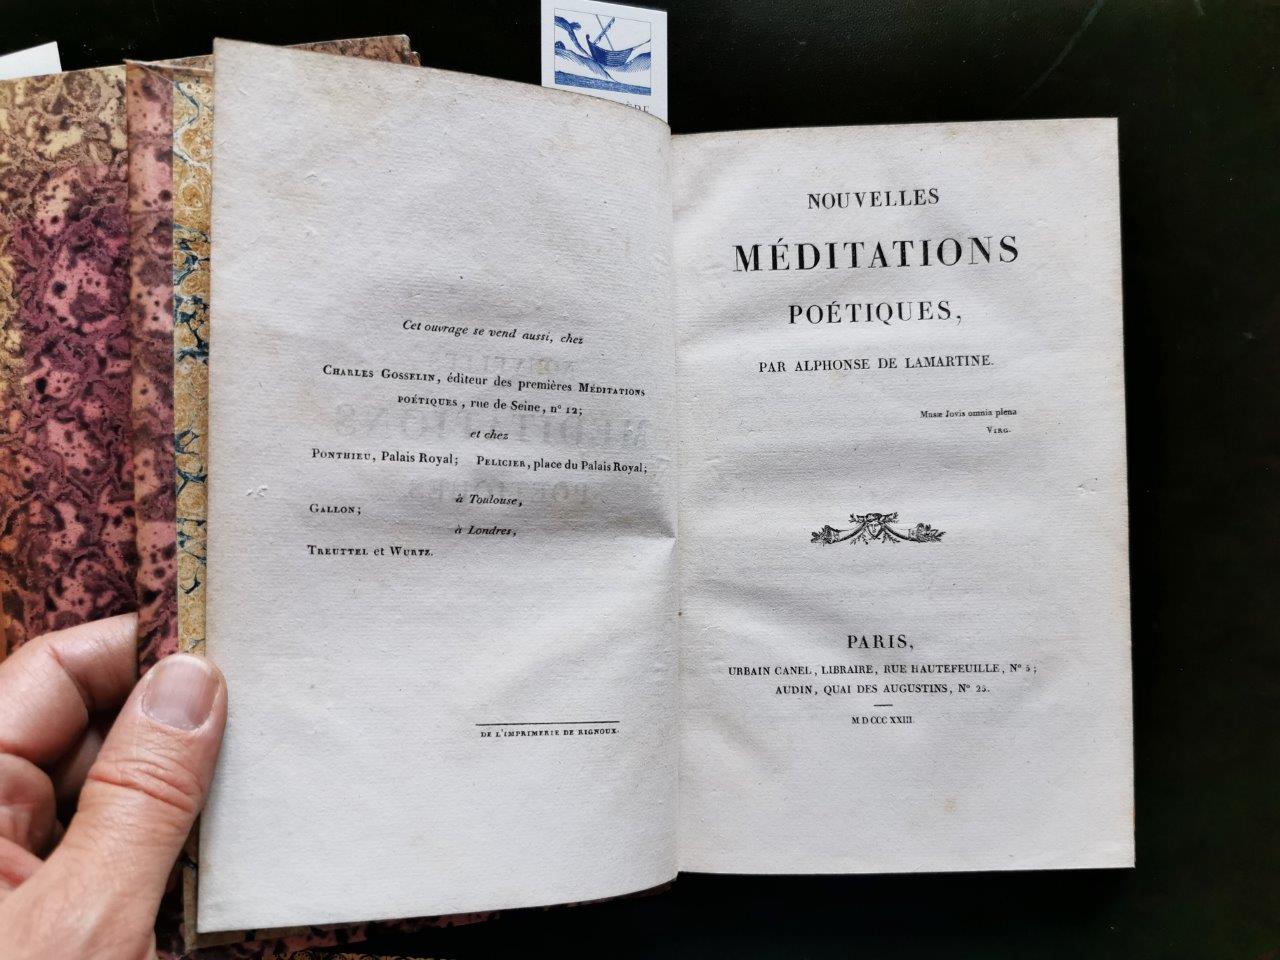 Cet ouvrage se vend aussi, chez
CHARLES GOSSELIN, éditeur des premières MÉDITATIONS
POÉTIQUES, rue de Seine, nº 12;
et chez
PONTHIEU, Palais Royal; PELICIER, place du Palais Royal;
à Toulouse,
GALLON;
à Londres,
TREUTTEL et WURTZ.
DE L'IMPRIMERIE DE RIGNOUX.
NOUVELLES
MÉDITATIONS
POÉTIQUES,
PAR ALPHONSE DE LAMARTINE.
Musæ Jovis omnia plena
VIRG.
PARIS,
URBAIN CANEL, LIBRAIRE, RUE HAUTEFEUILLE, Nº 5;
AUDIN, QUAI DES AUGUSTINS, Nº 25.
MDCCCXXIII.